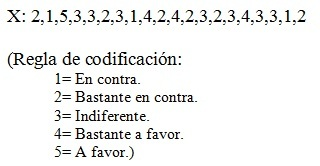 X: 2,1,5,3,3,2,3,1,4,2,4,2,3,2,3,4,3,3,1,2
(Regla de codificación:
1= En contra.
2= Bastante en contra.
3= Indiferente.
4= Bastante a favor.
5= A favor.)